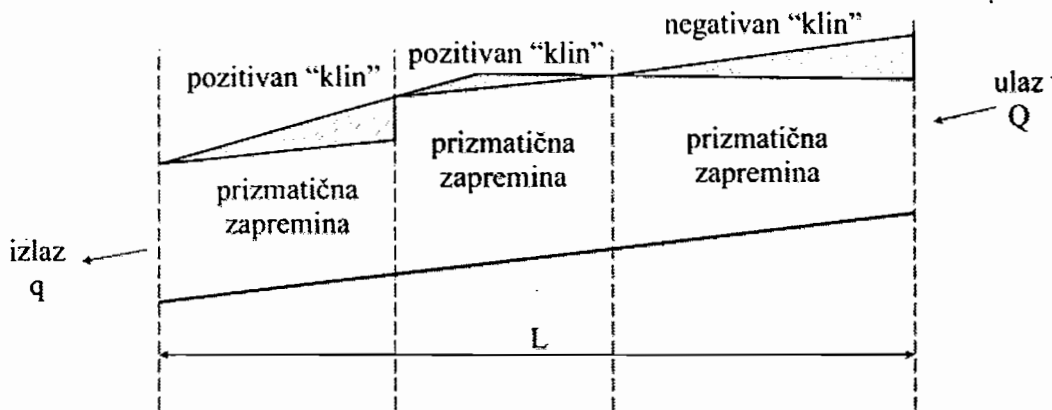 pozitivan “klin”
pozitivan “klin”
negativan “klin”
ulaz
Q
prizmatična
zapremina
prizmatična
zapremina
prizmatična
zapremina
izlaz
q
L